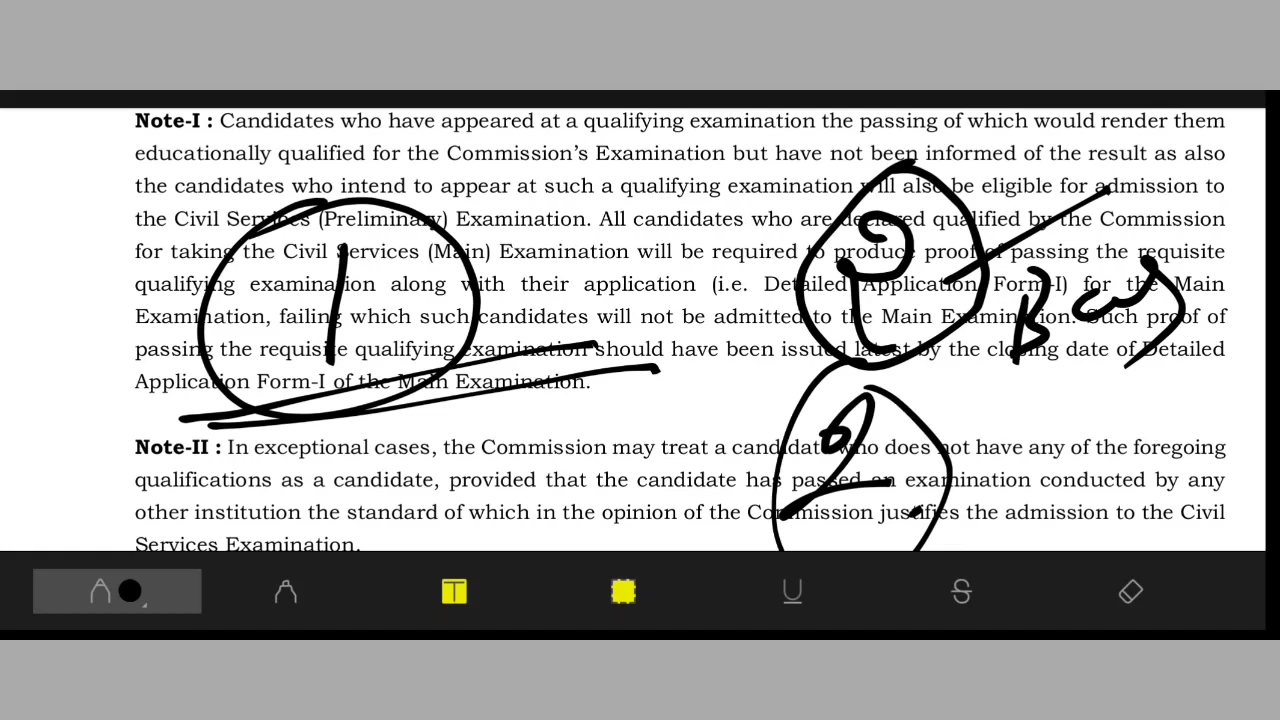 Note-I : Candidates who have appeared at a qualifying examination the passing of which would render them
educationally qualified for the Commission's Examination but have not been informed of the result as also
the candidates who intend to appear at such a qualifying examination will also be eligible for admission to
the Civil Services (Preliminary) Examination. All candidates who are declared qualified by the Commission
for taking the Civil Services (Main) Examination will be required to produce proof of passing the requisite
qualifying examination along with their application (i.e. Detailed Application Form-I) for the Main
Examination, failing which such candidates will not be admitted to the Main Examination. Such proof of
passing the requisite qualifying examination should have been issued latest by the closing date of Detailed
Application Form-I of the Main Examination.
1
2
Note-II : In exceptional cases, the Commission may treat a candidate who does not have any of the foregoing
qualifications as a candidate, provided that the candidate has passed an examination conducted by any
other institution the standard of which in the opinion of the Commission justifies the admission to the Civil
Services Examination.
T
U
S